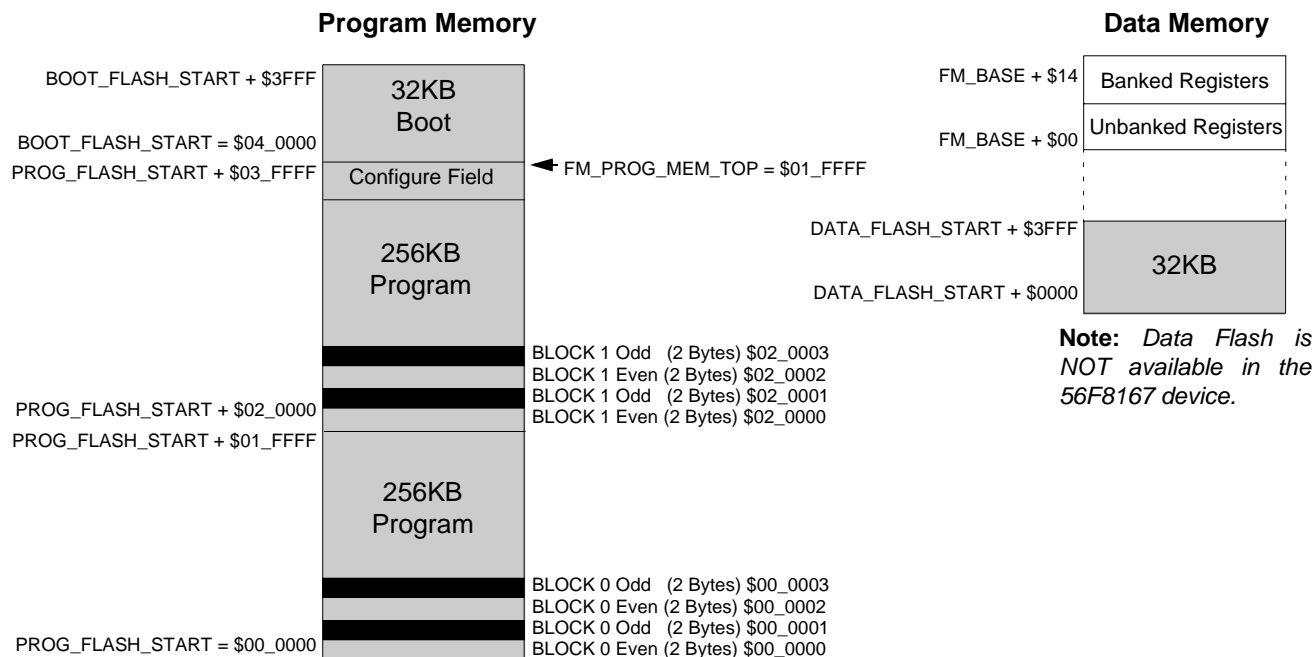 Program Memory
BOOT_FLASH_START + $3FFF
32KB
Boot
BOOT_FLASH_START = $04_0000
PROG_FLASH_START + $03_FFFF
Configure Field
FM_PROG_MEM_TOP = $01_FFFF
256KB
Program
BLOCK 1 Odd (2 Bytes) $02_0003
BLOCK 1 Even (2 Bytes) $02_0002
BLOCK 1 Odd (2 Bytes) $02_0001
BLOCK 1 Even (2 Bytes) $02_0000
PROG_FLASH_START + $02_0000
PROG_FLASH_START + $01_FFFF
256KB
Program
BLOCK 0 Odd (2 Bytes) $00_0003
BLOCK 0 Even (2 Bytes) $00_0002
BLOCK 0 Odd (2 Bytes) $00_0001
BLOCK 0 Even (2 Bytes) $00_0000
PROG_FLASH_START = $00_0000
Data Memory
FM_BASE + $14
Banked Registers
Unbanked Registers
FM_BASE + $00
DATA_FLASH_START + $3FFF
32KB
DATA_FLASH_START + $0000
Note: Data Flash is
NOT available in the
56F8167 device.